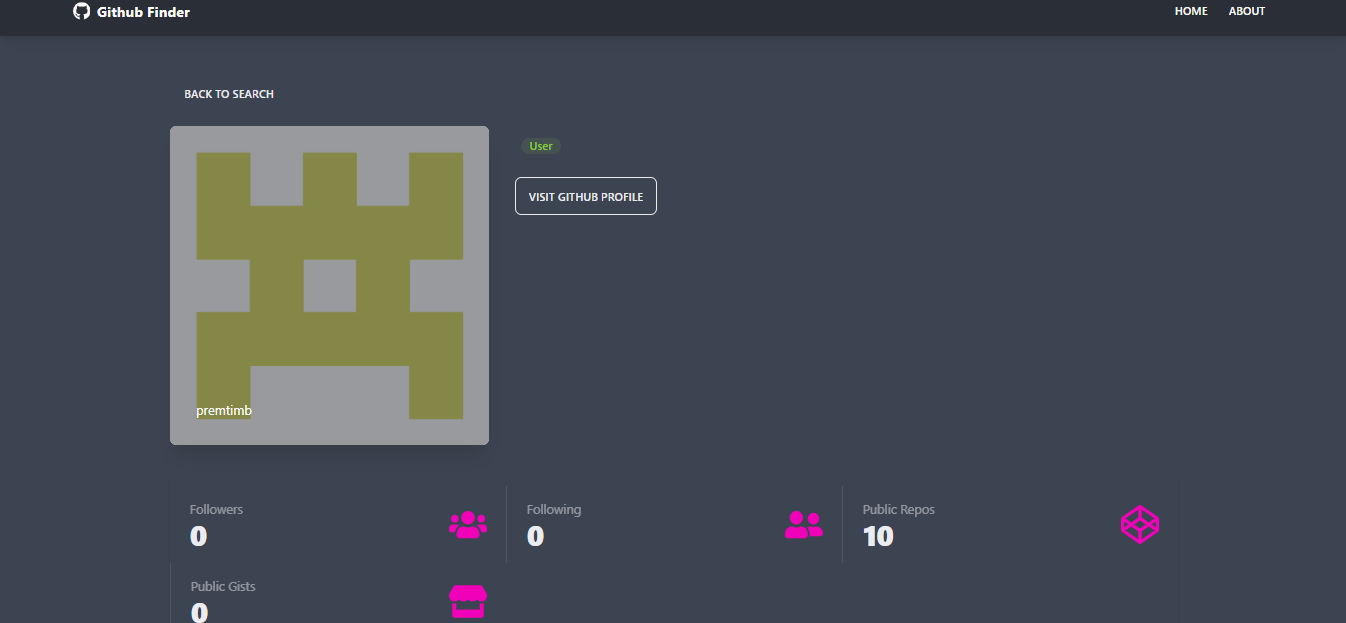 Github Finder
HOME ABOUT
BACK TO SEARCH
User
VISIT GITHUB PROFILE
premtimb
Followers
0
Following
0
Public Repos
10
Public Gists
0